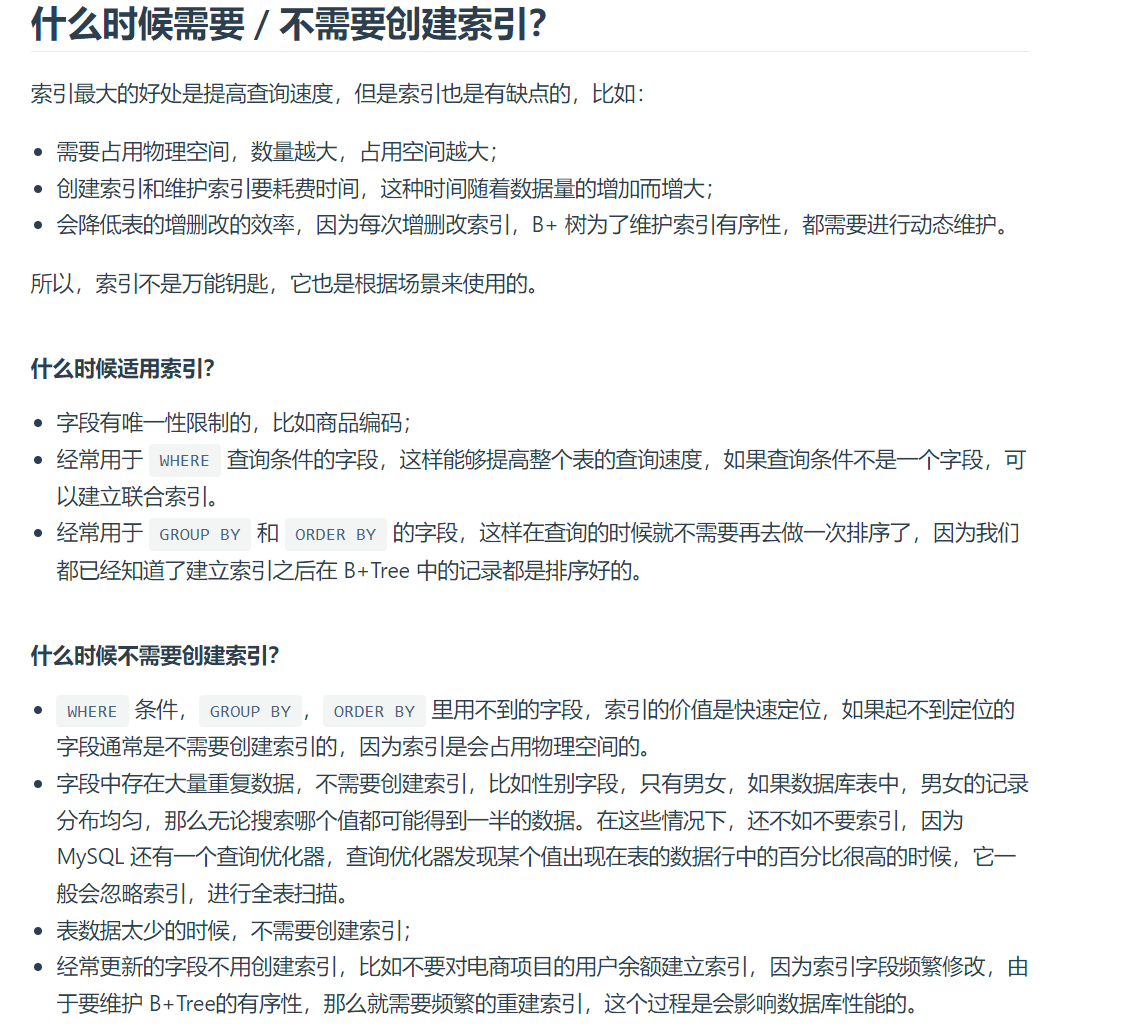 什么时候需要 / 不需要创建索引？
索引最大的好处是提高查询速度，但是索引也是有缺点的，比如：
需要占用物理空间，数量越大，占用空间越大；
创建索引和维护索引要耗费时间，这种时间随着数据量的增加而增大；
会降低表的增删改的效率，因为每次增删改索引，B+ 树为了维护索引有序性，都需要进行动态维护。
所以，索引不是万能钥匙，它也是根据场景来使用的。
什么时候适用索引？
字段有唯一性限制的，比如商品编码；
经常用于 WHERE 查询条件的字段，这样能够提高整个表的查询速度，如果查询条件不是一个字段，可
以建立联合索引。
经常用于 GROUP BY 和 ORDER BY 的字段，这样在查询的时候就不需要再去做一次排序了，因为我们
都已经知道了建立索引之后在 B+Tree 中的记录都是排序好的。
什么时候不需要创建索引？
WHERE 条件，GROUP BY，ORDER BY 里用不到的字段，索引的价值是快速定位，如果起不到定位的
字段通常是不需要创建索引的，因为索引是会占用物理空间的。
字段中存在大量重复数据，不需要创建索引，比如性别字段，只有男女，如果数据库表中，男女的记录
分布均匀，那么无论搜索哪个值都可能得到一半的数据。在这些情况下，还不如不要索引，因为
MySQL 还有一个查询优化器，查询优化器发现某个值出现在表的数据行中的百分比很高的时候，它一
般会忽略索引，进行全表扫描。
表数据太少的时候，不需要创建索引；
经常更新的字段不用创建索引，比如不要对电商项目的用户余额建立索引，因为索引字段频繁修改，由
于要维护 B+Tree的有序性，那么就需要频繁的重建索引，这个过程是会影响数据库性能的。